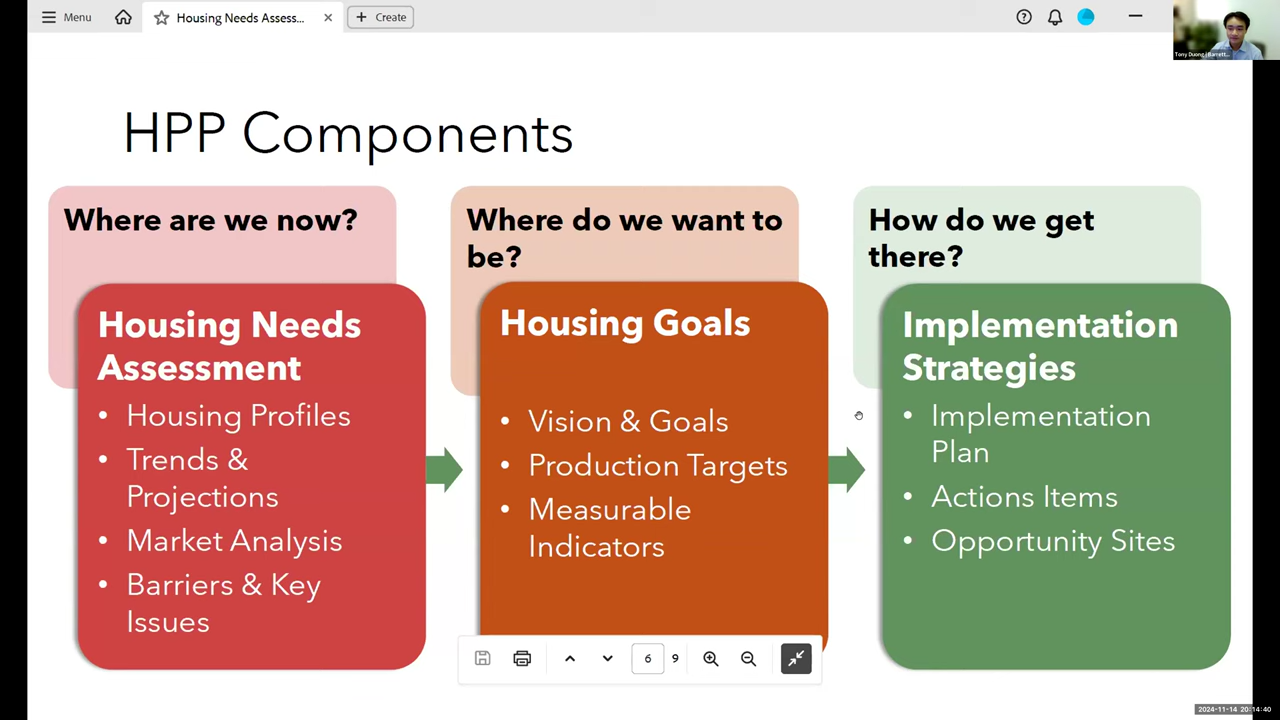 Menu
Housing Needs Assess...
Create
Tony Duong (Barrett...
HPP Components
Where are we now?
Housing Needs
Assessment
• Housing Profiles
• Trends &
Projections
• Market Analysis
• Barriers & Key
Issues
Where do we want to
be?
Housing Goals
• Vision & Goals
• Production Targets
• Measurable
Indicators
How do we get
there?
Implementation
Strategies
• Implementation
Plan
• Actions Items
• Opportunity Sites
6
9
2024-11-14 20:14:40